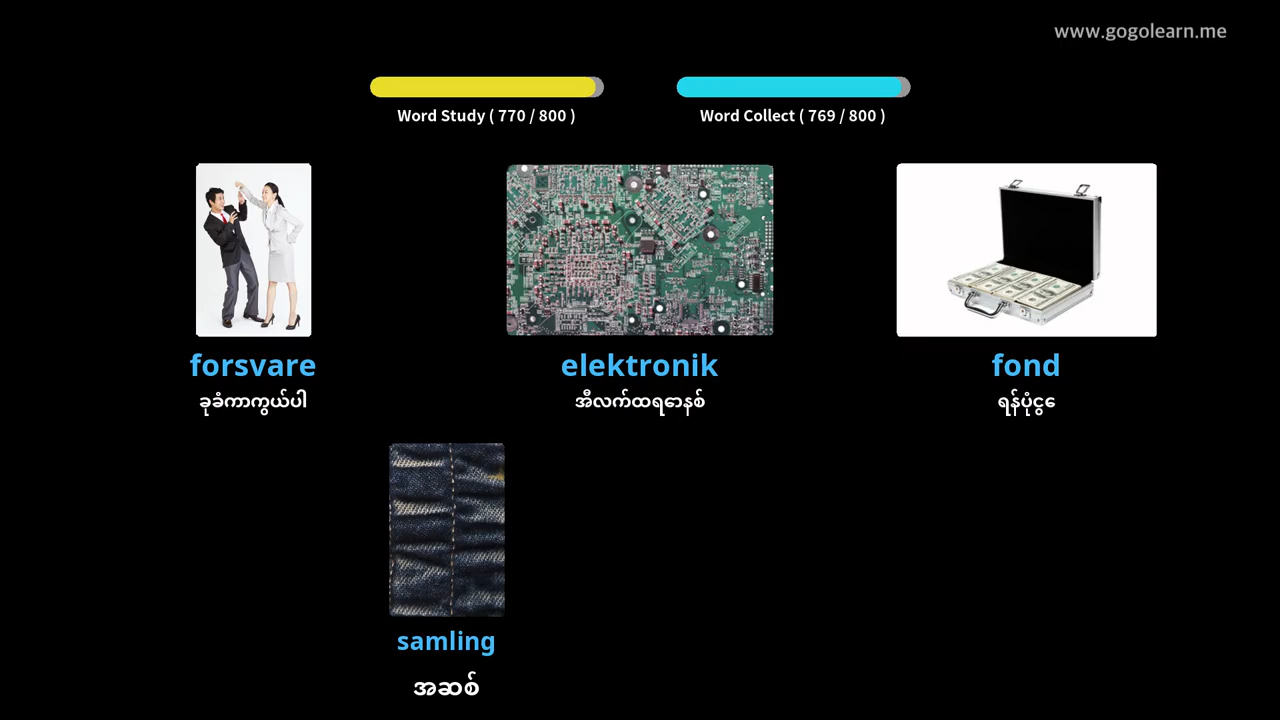 www.gogolearn.me
Word Study ( 770 / 800 )
Word Collect ( 769 / 800 )
forsvare
elektronik
fond
ခုခံကာကွယ်ပါ
အီလက်ထရောနစ်
ရန်ပုံငွေ
samling
အဆစ်